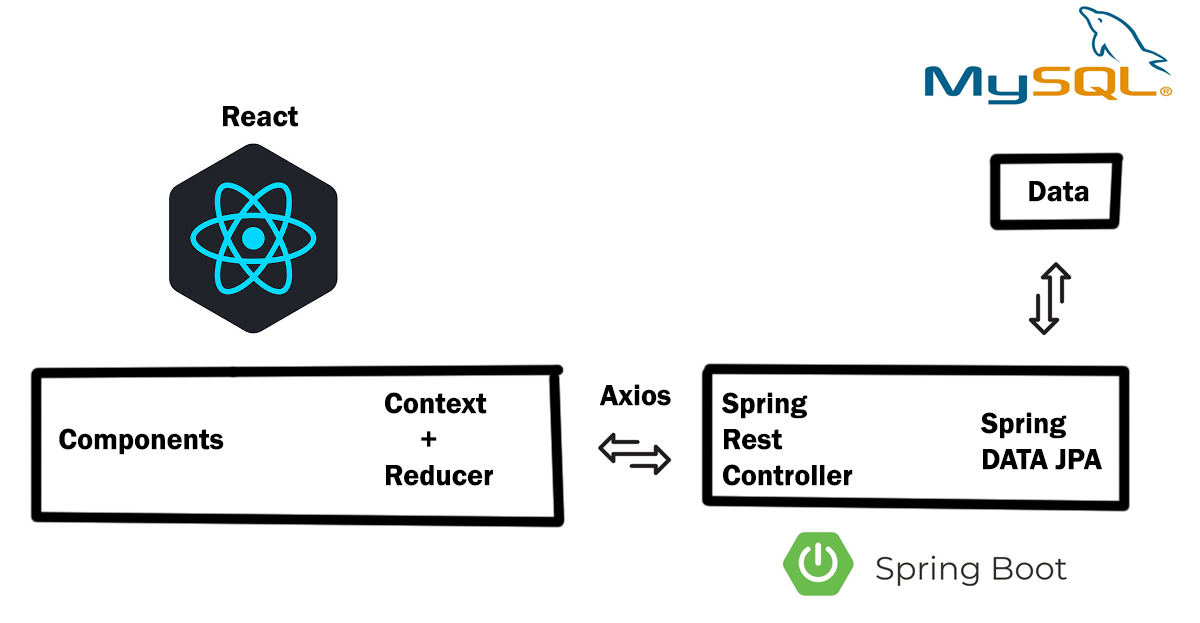 MySQL®
React
Data
Components
Context
+
Reducer
Axios
Spring
Rest
Controller
Spring
DATA JPA
Spring Boot